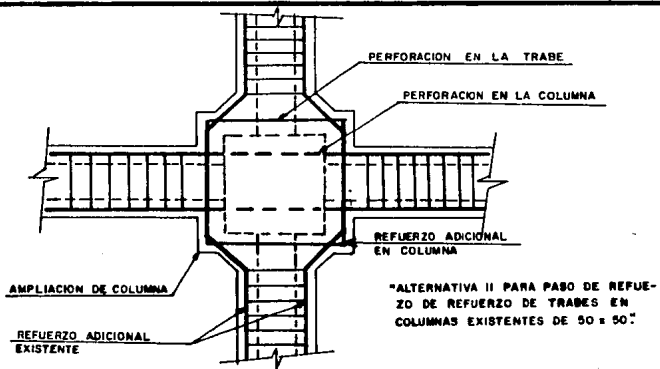 PERFORACION EN LA TRABE
PERFORACION EN LA COLUMNA
REFUERZO ADICIONAL
EN COLUMNA
AMPLIACION DE COLUMNA
REFUERZO ADICIONAL
EXISTENTE
"ALTERNATIVA II PARA PASO DE REFUE-
ZO DE REFUERZO DE TRABES EN
COLUMNAS EXISTENTES DE 50 x 50".